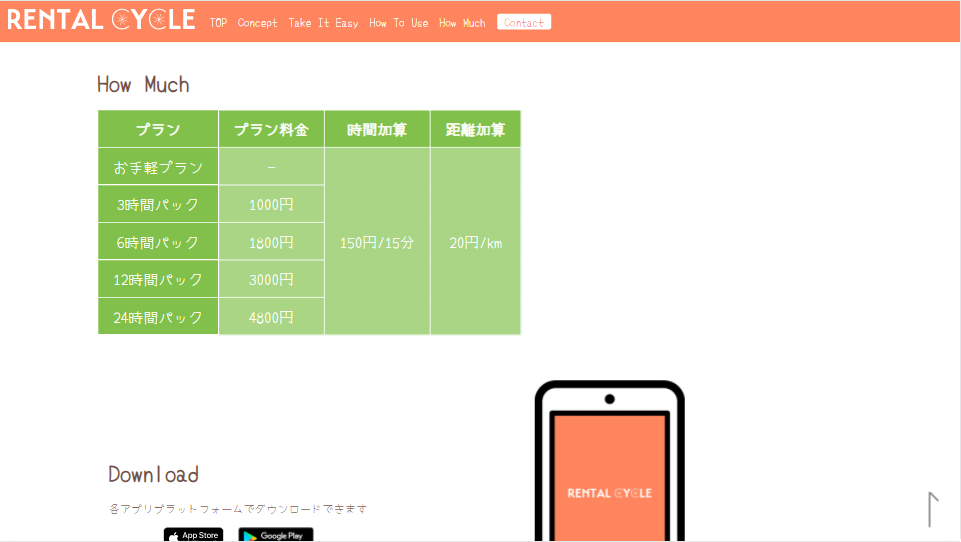 RENTAL CYCLE TOP Concept Take It Easy How To Use How Much Contact
How Much
プラン プラン料金 時間加算 距離加算
お手軽プラン -
3時間パック 1000円
6時間パック 1800円 150円/15分 20円/km
12時間パック 3000円
24時間パック 4800円
RENTAL CYCLE
Download
各アプリプラットフォームでダウンロードできます
App Store Google Play